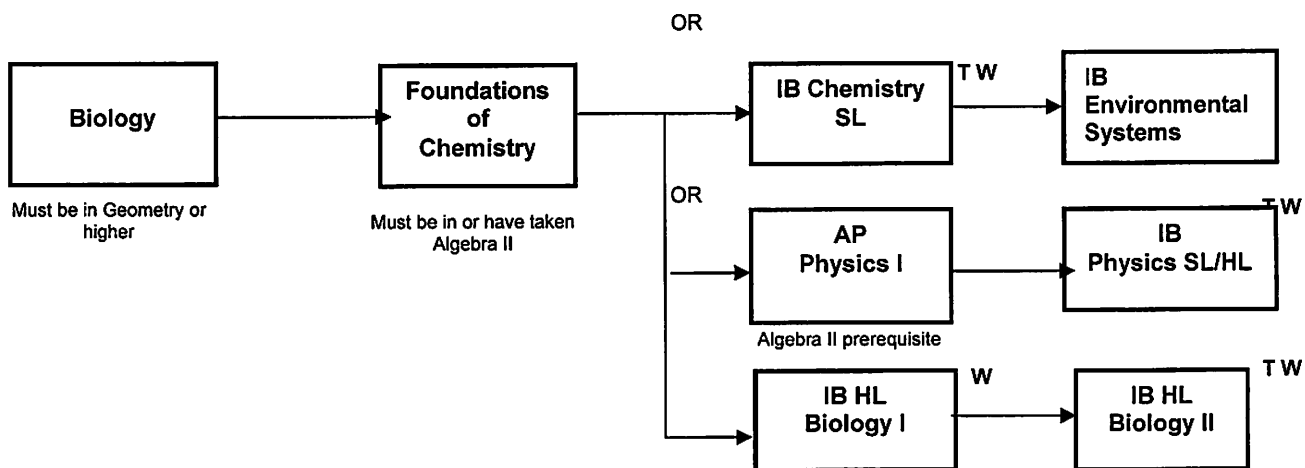 OR
Biology
Must be in Geometry or
higher
Foundations
of
Chemistry
Must be in or have taken
Algebra II
IB Chemistry
SL
T W
IB
Environmental
Systems
OR
AP
Physics I
Algebra II prerequisite
T W
IB
Physics SL/HL
IB HL
Biology I
W
IB HL
Biology II
T W